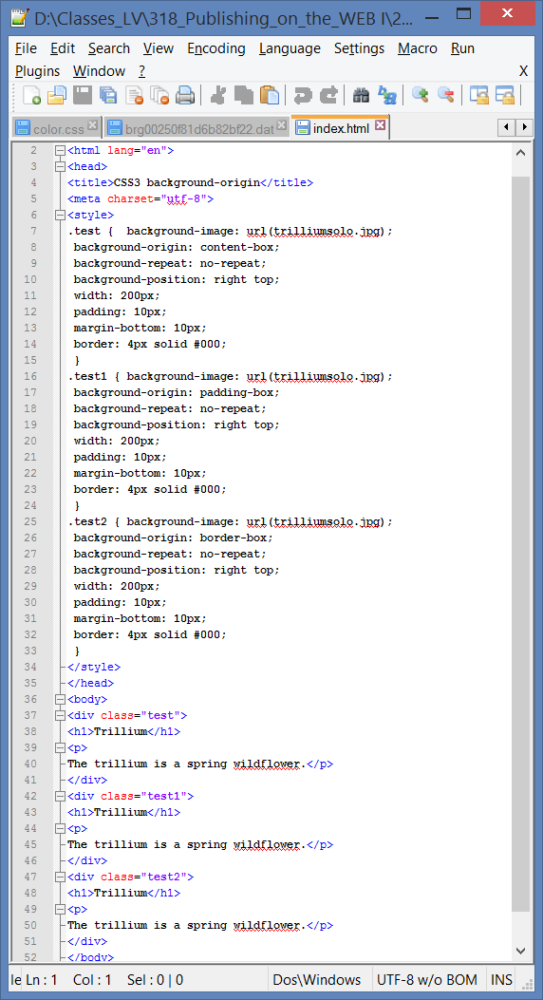 D:\Classes_LV\318_Publishing_on_the_WEB I\2...
File Edit Search View Encoding Language Settings Macro Run
Plugins Window ? X
color.css brg00250f81d6b82bf22.dat index.html
2 <html lang="en">
3 <head>
4 <title>CSS3 background-origin</title>
5 <meta charset="utf-8">
6 <style>
7 .test {  background-image: url(trilliumsolo.jpg);
8 background-origin: content-box;
9 background-repeat: no-repeat;
10 background-position: right top;
11 width: 200px;
12 padding: 10px;
13 margin-bottom: 10px;
14 border: 4px solid #000;
15 }
16 .test1 { background-image: url(trilliumsolo.jpg);
17 background-origin: padding-box;
18 background-repeat: no-repeat;
19 background-position: right top;
20 width: 200px;
21 padding: 10px;
22 margin-bottom: 10px;
23 border: 4px solid #000;
24 }
25 .test2 { background-image: url(trilliumsolo.jpg);
26 background-origin: border-box;
27 background-repeat: no-repeat;
28 background-position: right top;
29 width: 200px;
30 padding: 10px;
31 margin-bottom: 10px;
32 border: 4px solid #000;
33 }
34 </style>
35 </head>
36 <body>
37 <div class="test">
38 <h1>Trillium</h1>
39 <p>
40 The trillium is a spring wildflower.</p>
41 </div>
42 <div class="test1">
43 <h1>Trillium</h1>
44 <p>
45 The trillium is a spring wildflower.</p>
46 </div>
47 <div class="test2">
48 <h1>Trillium</h1>
49 <p>
50 The trillium is a spring wildflower.</p>
51 </div>
52 </body>
le Ln : 1 Col : 1 Sel : 0 | 0 Dos\Windows UTF-8 w/o BOM INS